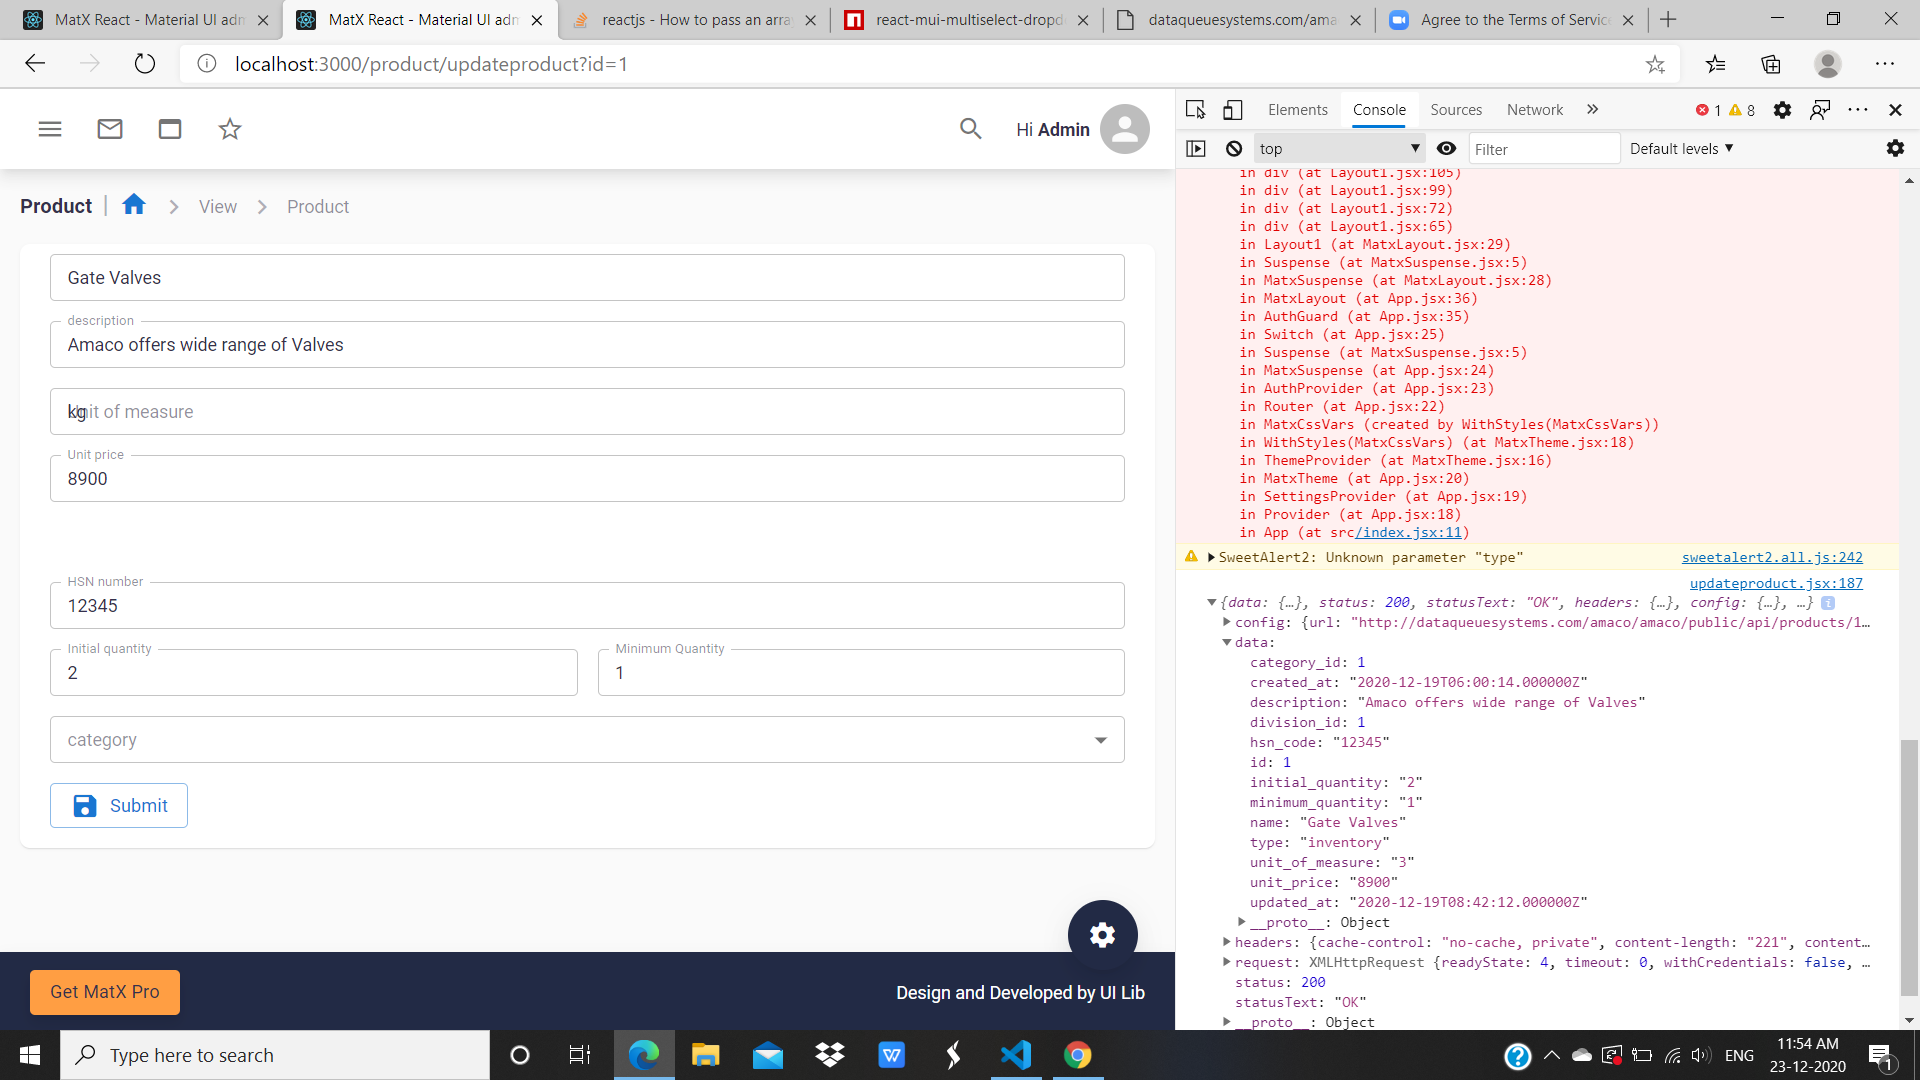 MatX React - Material UI adm
MatX React - Material UI adm
reactjs - How to pass an array
react-mui-multiselect-dropdo
dataqueuesystems.com/ama
Agree to the Terms of Service
localhost:3000/product/updateproduct?id=1
Hi Admin
Product
View
Product
Gate Valves
description
Amaco offers wide range of Valves
kg
Unit of measure
Unit price
8900
HSN number
12345
Initial quantity
2
Minimum Quantity
1
category
Submit
Get MatX Pro
Design and Developed by UI Lib
Elements Console Sources Network
1 8
top
Filter
Default levels
in div (at Layout1.jsx:105)
in div (at Layout1.jsx:99)
in div (at Layout1.jsx:72)
in div (at Layout1.jsx:65)
in Layout1 (at MatxLayout.jsx:29)
in Suspense (at MatxSuspense.jsx:5)
in MatxSuspense (at MatxLayout.jsx:28)
in MatxLayout (at App.jsx:36)
in AuthGuard (at App.jsx:35)
in Switch (at App.jsx:25)
in Suspense (at MatxSuspense.jsx:5)
in MatxSuspense (at App.jsx:24)
in AuthProvider (at App.jsx:23)
in Router (at App.jsx:22)
in MatxCssVars (created by WithStyles(MatxCssVars))
in WithStyles(MatxCssVars) (at MatxTheme.jsx:18)
in ThemeProvider (at MatxTheme.jsx:16)
in MatxTheme (at App.jsx:20)
in SettingsProvider (at App.jsx:19)
in Provider (at App.jsx:18)
in App (at src/index.jsx:11)
SweetAlert2: Unknown parameter "type" sweetalert2.all.js:242
updateproduct.jsx:187
{data: {…}, status: 200, statusText: "OK", headers: {…}, config: {…}, …}
config: {url: "http://dataqueuesystems.com/amaco/amaco/public/api/products/1…
data:
category_id: 1
created_at: "2020-12-19T06:00:14.000000Z"
description: "Amaco offers wide range of Valves"
division_id: 1
hsn_code: "12345"
id: 1
initial_quantity: "2"
minimum_quantity: "1"
name: "Gate Valves"
type: "inventory"
unit_of_measure: "3"
unit_price: "8900"
updated_at: "2020-12-19T08:42:12.000000Z"
__proto__: Object
headers: {cache-control: "no-cache, private", content-length: "221", content…
request: XMLHttpRequest {readyState: 4, timeout: 0, withCredentials: false, …
status: 200
statusText: "OK"
__proto__: Object
Type here to search
ENG
11:54 AM
23-12-2020
1